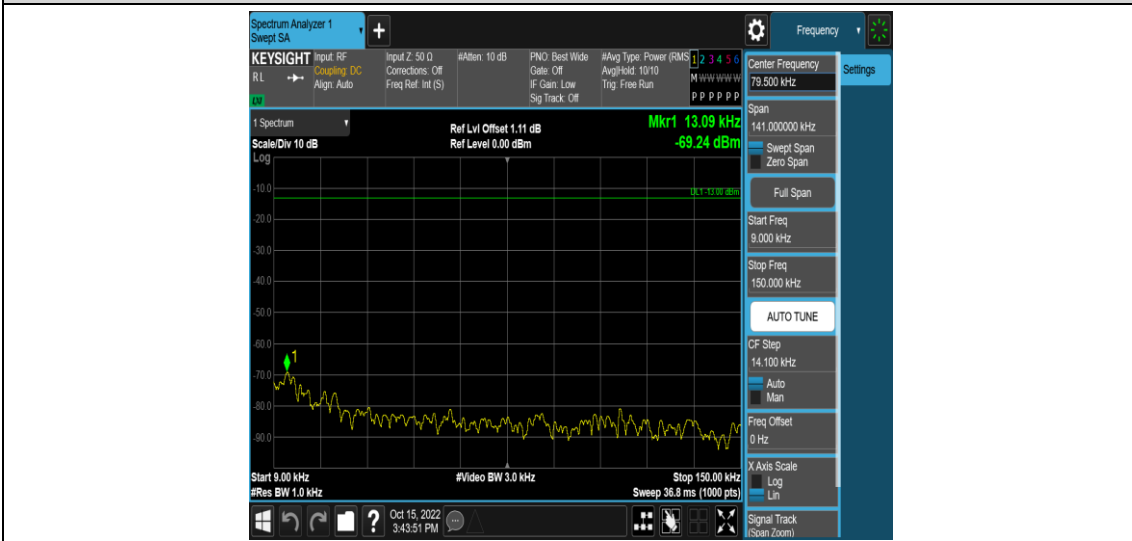 Spectrum Analyzer 1
Swept SA
Frequency
KEYSIGHT
RL
LXI
Input: RF
Coupling: DC
Align: Auto
Input Z: 50 Ω
Corrections: Off
Freq Ref: Int (S)
#Atten: 10 dB
PNO: Best Wide
Gate: Off
IF Gain: Low
Sig Track: Off
#Avg Type: Power (RMS
Avg|Hold: 10/10
Trig: Free Run
1 2 3 4 5 6
M W W W W W
P P P P P P
1 Spectrum
Scale/Div 10 dB
Log
Ref Lvl Offset 1.11 dB
Ref Level 0.00 dBm
Mkr1 13.09 kHz
-69.24 dBm
DL1 -13.00 dBm
-10.0
-20.0
-30.0
-40.0
-50.0
-60.0
-70.0
-80.0
-90.0
1
Start 9.00 kHz
#Res BW 1.0 kHz
#Video BW 3.0 kHz
Stop 150.00 kHz
Sweep 36.8 ms (1000 pts)
?
Oct 15, 2022
3:43:51 PM
Center Frequency
79.500 kHz
Settings
Span
141.000000 kHz
Swept Span
Zero Span
Full Span
Start Freq
9.000 kHz
Stop Freq
150.000 kHz
AUTO TUNE
CF Step
14.100 kHz
Auto
Man
Freq Offset
0 Hz
X Axis Scale
Log
Lin
Signal Track
(Span Zoom)